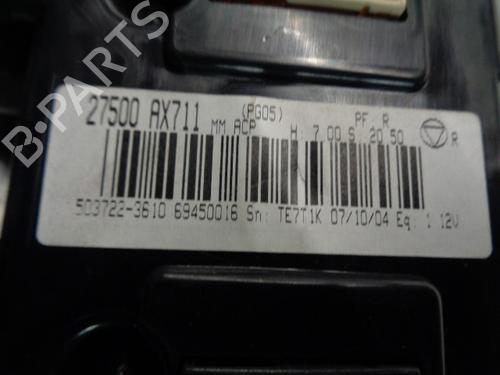 27500 AX711 (PG05) PF R
MM ACP H: 7.00 S: 20.50 R
503722-3610 69450016 Sn: TE7T1K 07/10/04 Eq: 1 12V
B-PARTS